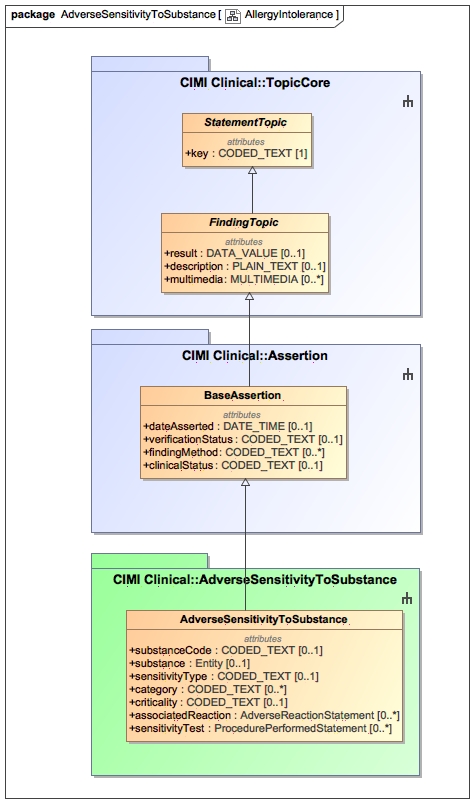 package AdverseSensitivityToSubstance [ AllergyIntolerance ]
CIMI Clinical::TopicCore
StatementTopic
attributes
+key : CODED_TEXT [1]
FindingTopic
attributes
+result : DATA_VALUE [0..1]
+description : PLAIN_TEXT [0..1]
+multimedia : MULTIMEDIA [0..*]
CIMI Clinical::Assertion
BaseAssertion
attributes
+dateAsserted : DATE_TIME [0..1]
+verificationStatus : CODED_TEXT [0..1]
+findingMethod : CODED_TEXT [0..*]
+clinicalStatus : CODED_TEXT [0..1]
CIMI Clinical::AdverseSensitivityToSubstance
AdverseSensitivityToSubstance
attributes
+substanceCode : CODED_TEXT [0..1]
+substance : Entity [0..1]
+sensitivityType : CODED_TEXT [0..1]
+category : CODED_TEXT [0..*]
+criticality : CODED_TEXT [0..1]
+associatedReaction : AdverseReactionStatement [0..*]
+sensitivityTest : ProcedurePerformedStatement [0..*]